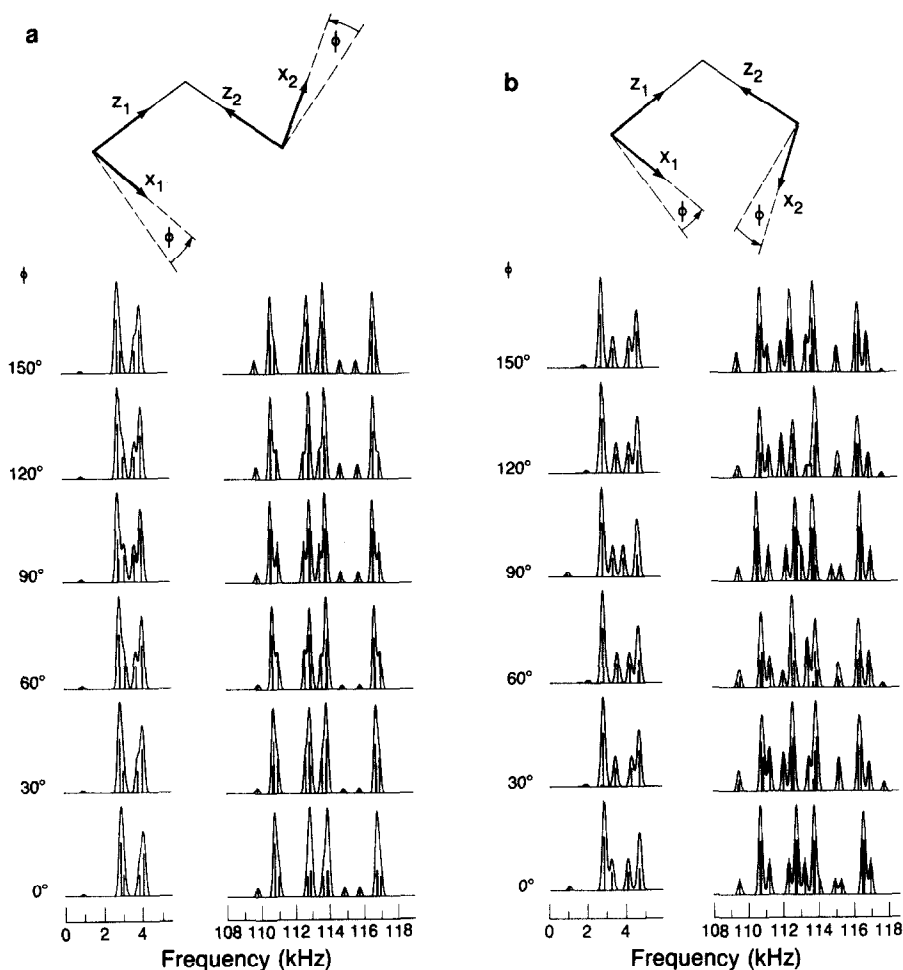 a
z1
x1
ϕ
z2
x2
ϕ
b
z1
x1
ϕ
z2
x2
ϕ
ϕ
150°
120°
90°
60°
30°
0°
0 2 4
108 110 112 114 116 118
Frequency (kHz)
ϕ
150°
120°
90°
60°
30°
0°
0 2 4
108 110 112 114 116 118
Frequency (kHz)